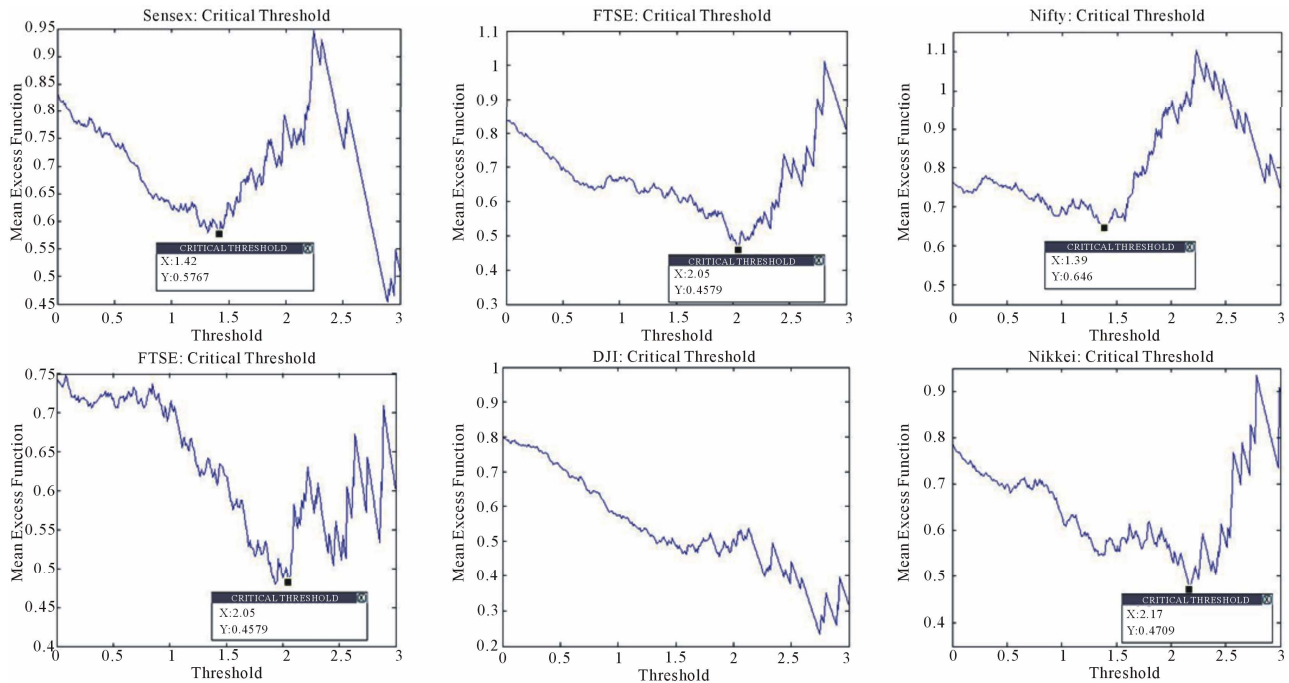 Sensex: Critical Threshold
0.95
0.9
0.85
0.8
0.75
0.7
0.65
0.6
0.55
0.5
0.45
Mean Excess Function
CRITICAL THRESHOLD
X:1.42
Y:0.5767
0 0.5 1 1.5 2 2.5 3
Threshold
FTSE: Critical Threshold
1.1
1
0.9
0.8
0.7
0.6
0.5
0.4
0.3
Mean Excess Function
CRITICAL THRESHOLD
X:2.05
Y:0.4579
0 0.5 1 1.5 2 2.5 3
Threshold
Nifty: Critical Threshold
1.1
1
0.9
0.8
0.7
0.6
0.5
Mean Excess Function
CRITICAL THRESHOLD
X:1.39
Y:0.646
0 0.5 1 1.5 2 2.5 3
Threshold
FTSE: Critical Threshold
0.75
0.7
0.65
0.6
0.55
0.5
0.45
0.4
Mean Excess Function
CRITICAL THRESHOLD
X:2.05
Y:0.4579
0 0.5 1 1.5 2 2.5 3
Threshold
DJI: Critical Threshold
1
0.9
0.8
0.7
0.6
0.5
0.4
0.3
0.2
Mean Excess Function
0 0.5 1 1.5 2 2.5 3
Threshold
Nikkei: Critical Threshold
0.9
0.8
0.7
0.6
0.5
0.4
Mean Excess Function
CRITICAL THRESHOLD
X:2.17
Y:0.4709
0 0.5 1 1.5 2 2.5 3
Threshold